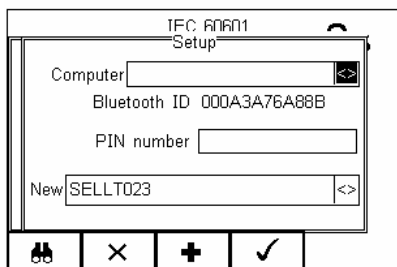 IEC 60601
Setup
Computer <>
Bluetooth ID 000A3A76A88B
PIN number
New SELLT023 <>